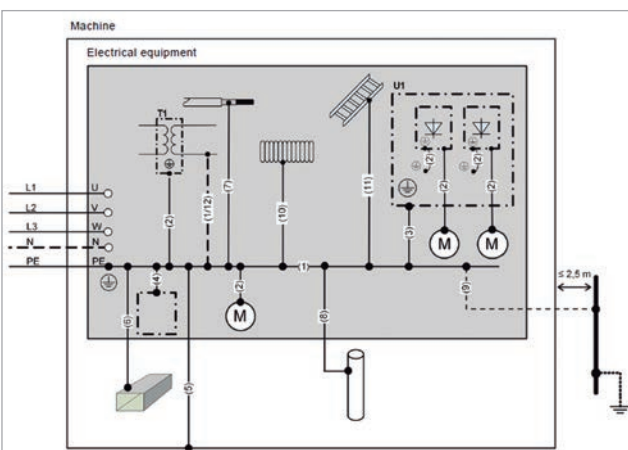 Machine
Electrical equipment
T1
U1
(7)
(11)
(2)
(2)
(2)
(2)
(10)
(1/12)
(2)
(3)
M
M
L1 U
L2 V
L3 W
N N
PE PE
(1)
≤ 2,5 m
(4)
(2)
M
(6)
(8)
(9)
(5)